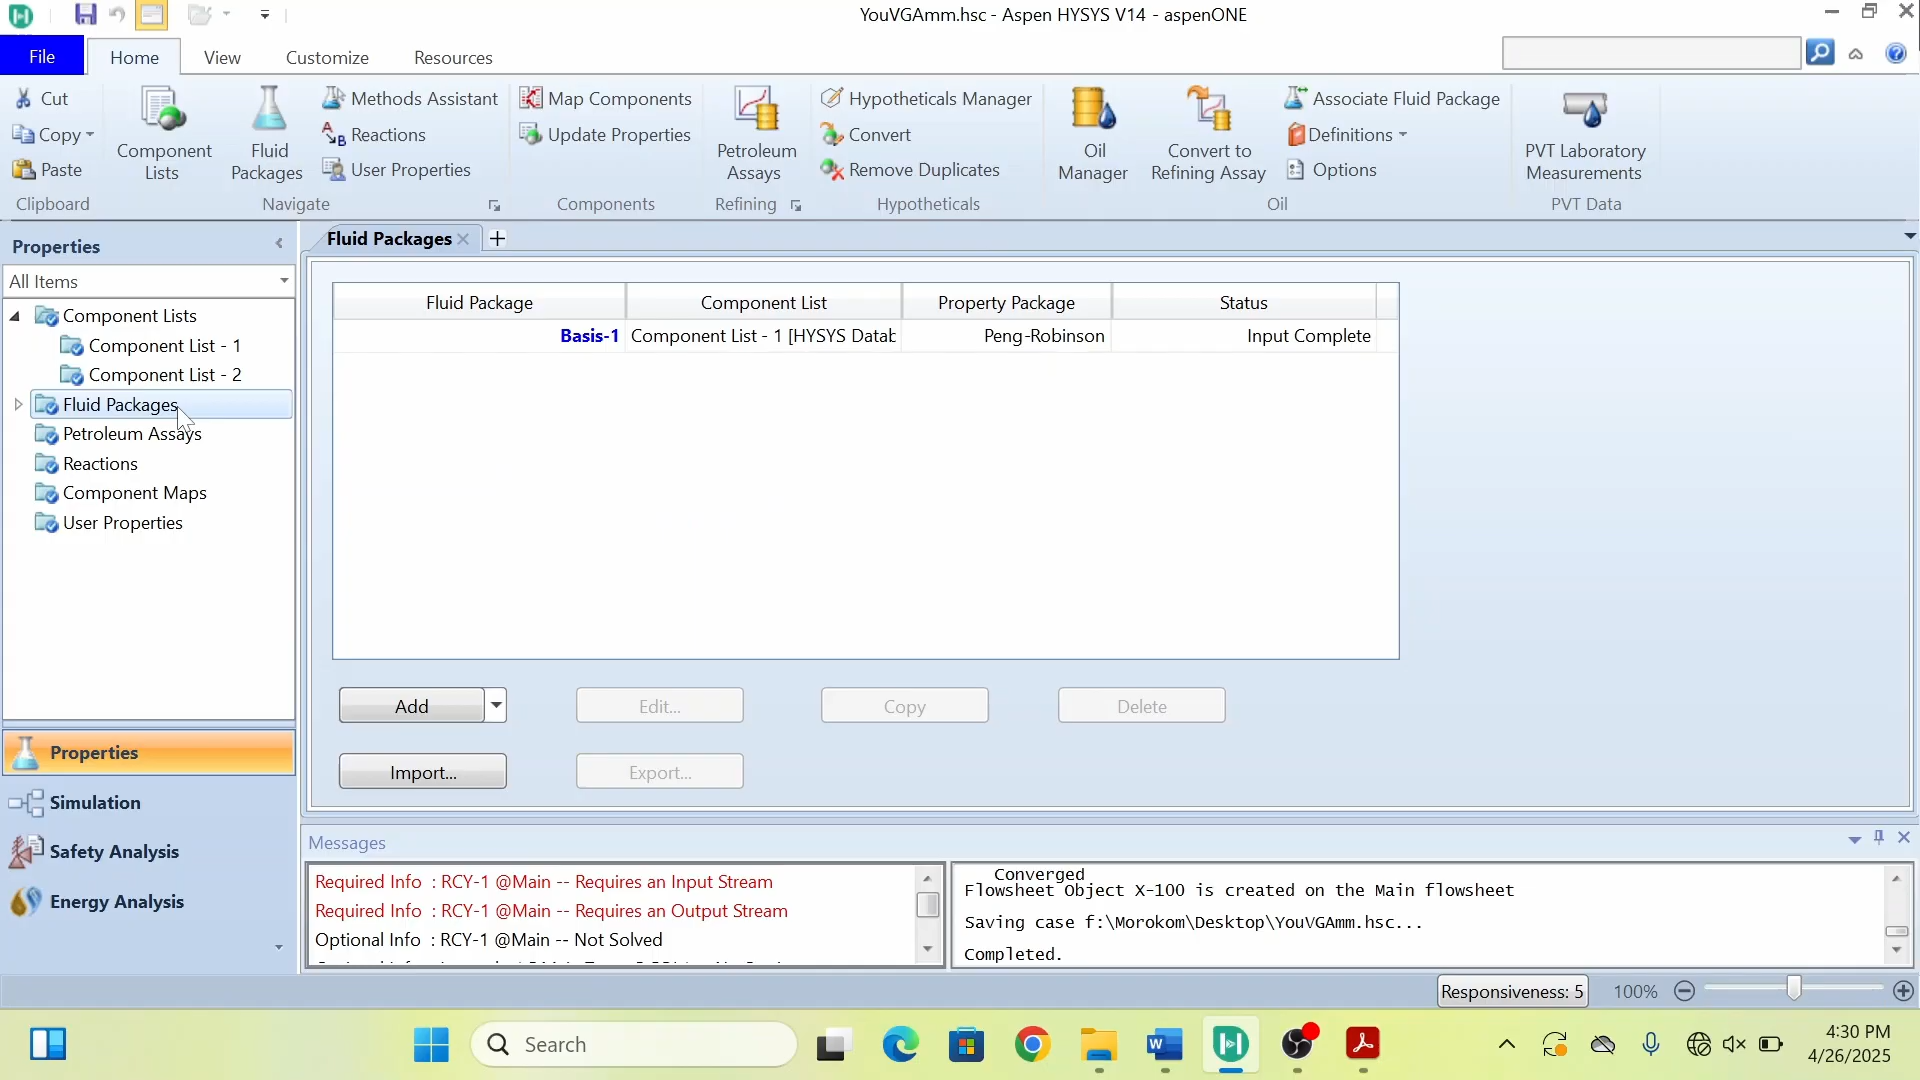 YouVGAmm.hsc - Aspen HYSYS V14 - aspenONE
File Home View Customize Resources
Cut
Copy
Paste
Clipboard
Component Lists
Fluid Packages
Methods Assistant
Reactions
User Properties
Navigate
Map Components
Update Properties
Components
Petroleum Assays
Refining
Hypotheticals Manager
Convert
Remove Duplicates
Hypotheticals
Oil Manager
Convert to Refining Assay
Associate Fluid Package
Definitions
Options
Oil
PVT Laboratory Measurements
PVT Data
Properties
All Items
Component Lists
Component List - 1
Component List - 2
Fluid Packages
Petroleum Assays
Reactions
Component Maps
User Properties
Properties
Simulation
Safety Analysis
Energy Analysis
Fluid Packages
Fluid Package Component List Property Package Status
Basis-1 Component List - 1 [HYSYS Datab Peng-Robinson Input Complete
Add Edit... Copy Delete
Import... Export...
Messages
Required Info : RCY-1 @Main -- Requires an Input Stream
Required Info : RCY-1 @Main -- Requires an Output Stream
Optional Info : RCY-1 @Main -- Not Solved
Converged
Flowsheet Object X-100 is created on the Main flowsheet
Saving case f:\Morokom\Desktop\YouVGAmm.hsc...
Completed.
Responsiveness: 5 100%
Search
4:30 PM
4/26/2025